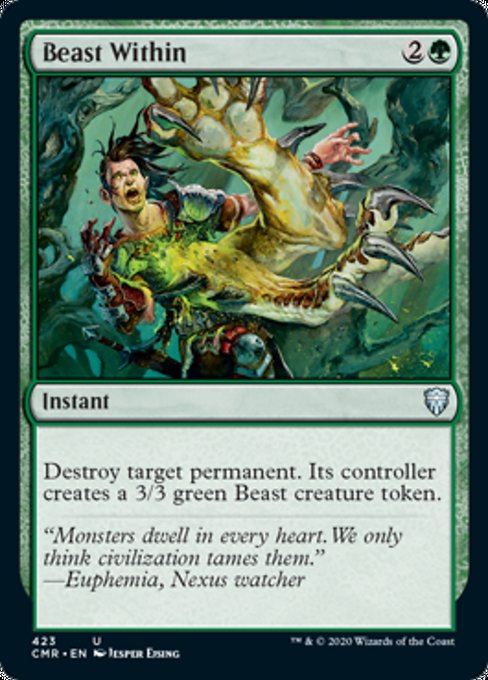 Beast Within 2
Instant
Destroy target permanent. Its controller
creates a 3/3 green Beast creature token.
“Monsters dwell in every heart. We only
think civilization tames them.”
—Euphemia, Nexus watcher
423 U
CMR • EN Jesper Ejsing ™ & © 2020 Wizards of the Coast